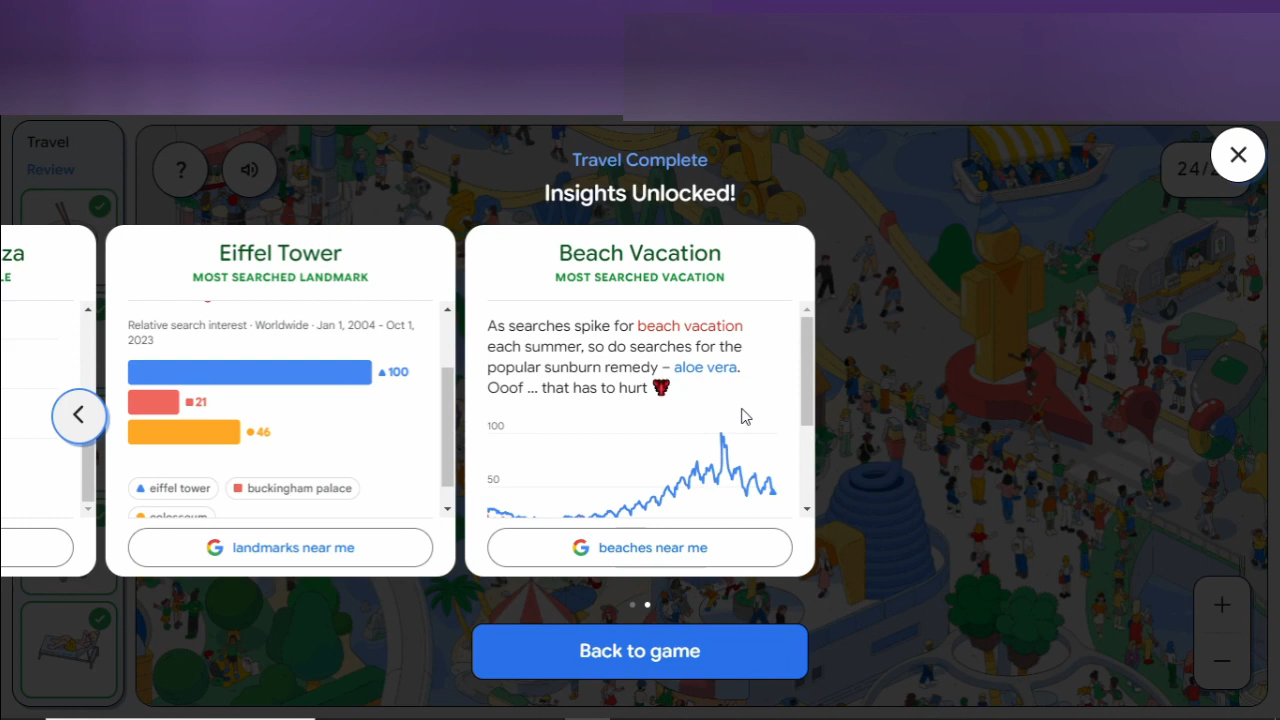 Travel
Review
?
24/
Travel Complete
Insights Unlocked!
za
LE
Eiffel Tower
MOST SEARCHED LANDMARK
Relative search interest · Worldwide · Jan 1, 2004 - Oct 1,
2023
100
21
46
eiffel tower
buckingham palace
colosseum
landmarks near me
Beach Vacation
MOST SEARCHED VACATION
As searches spike for beach vacation
each summer, so do searches for the
popular sunburn remedy – aloe vera.
Ooof ... that has to hurt
100
50
beaches near me
Back to game